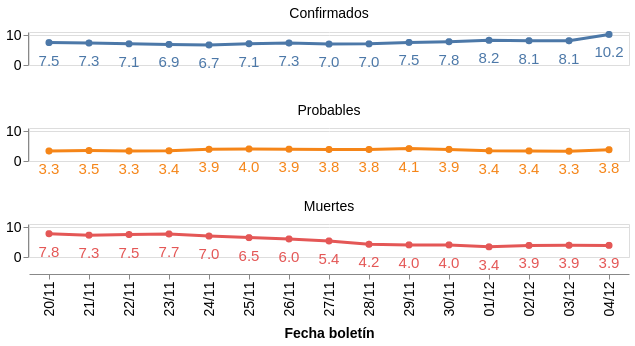 Confirmados
10
0
7.5 7.3 7.1 6.9 6.7 7.1 7.3 7.0 7.0 7.5 7.8 8.2 8.1 8.1 10.2
Probables
10
0
3.3 3.5 3.3 3.4 3.9 4.0 3.9 3.8 3.8 4.1 3.9 3.4 3.4 3.3 3.8
Muertes
10
0
7.8 7.3 7.5 7.7 7.0 6.5 6.0 5.4 4.2 4.0 4.0 3.4 3.9 3.9 3.9
20/11 21/11 22/11 23/11 24/11 25/11 26/11 27/11 28/11 29/11 30/11 01/12 02/12 03/12 04/12
Fecha boletín